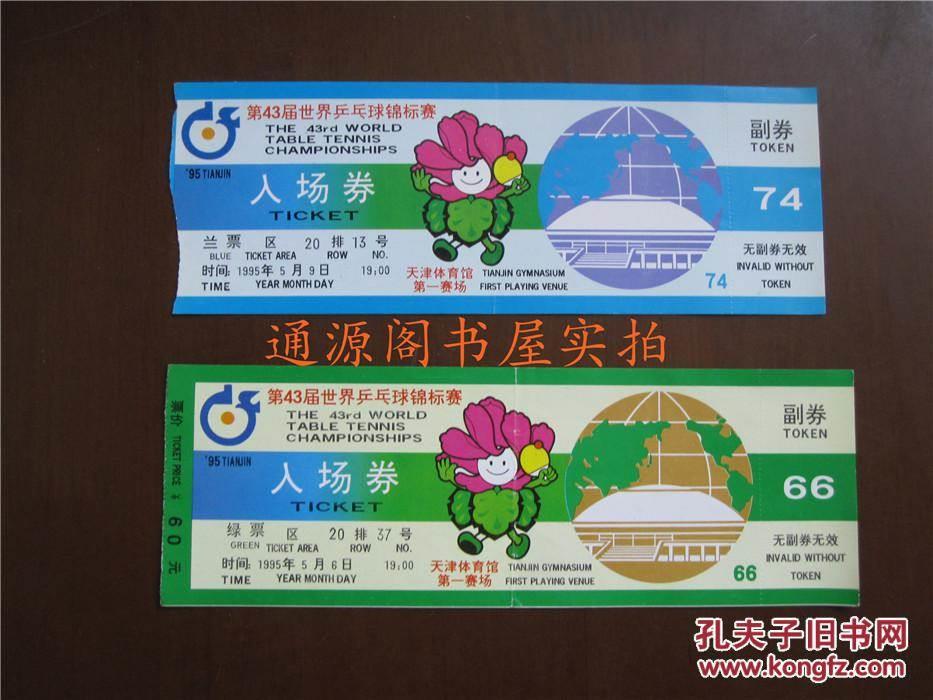 第43届世界乒乓球锦标赛
THE 43rd WORLD
TABLE TENNIS
CHAMPIONSHIPS
'95 TIANJIN
入场券
TICKET
兰票 区 20 排 13 号
BLUE TICKET AREA ROW NO.
时间: 1995年 5 月 9 日 19:00
TIME YEAR MONTH DAY
天津体育馆 TIANJIN GYMNASIUM
第一赛场 FIRST PLAYING VENUE
74
副券
TOKEN
74
无副券无效
INVALID WITHOUT
TOKEN
通源阁书屋实拍
票价 TICKET PRICE ¥ 60 元
第43届世界乒乓球锦标赛
THE 43rd WORLD
TABLE TENNIS
CHAMPIONSHIPS
'95 TIANJIN
入场券
TICKET
绿票 区 20 排 37 号
GREEN TICKET AREA ROW NO.
时间: 1995年 5 月 6 日 19:00
TIME YEAR MONTH DAY
天津体育馆 TIANJIN GYMNASIUM
第一赛场 FIRST PLAYING VENUE
66
副券
TOKEN
66
无副券无效
INVALID WITHOUT
TOKEN
孔夫子旧书网
www.kongfz.com